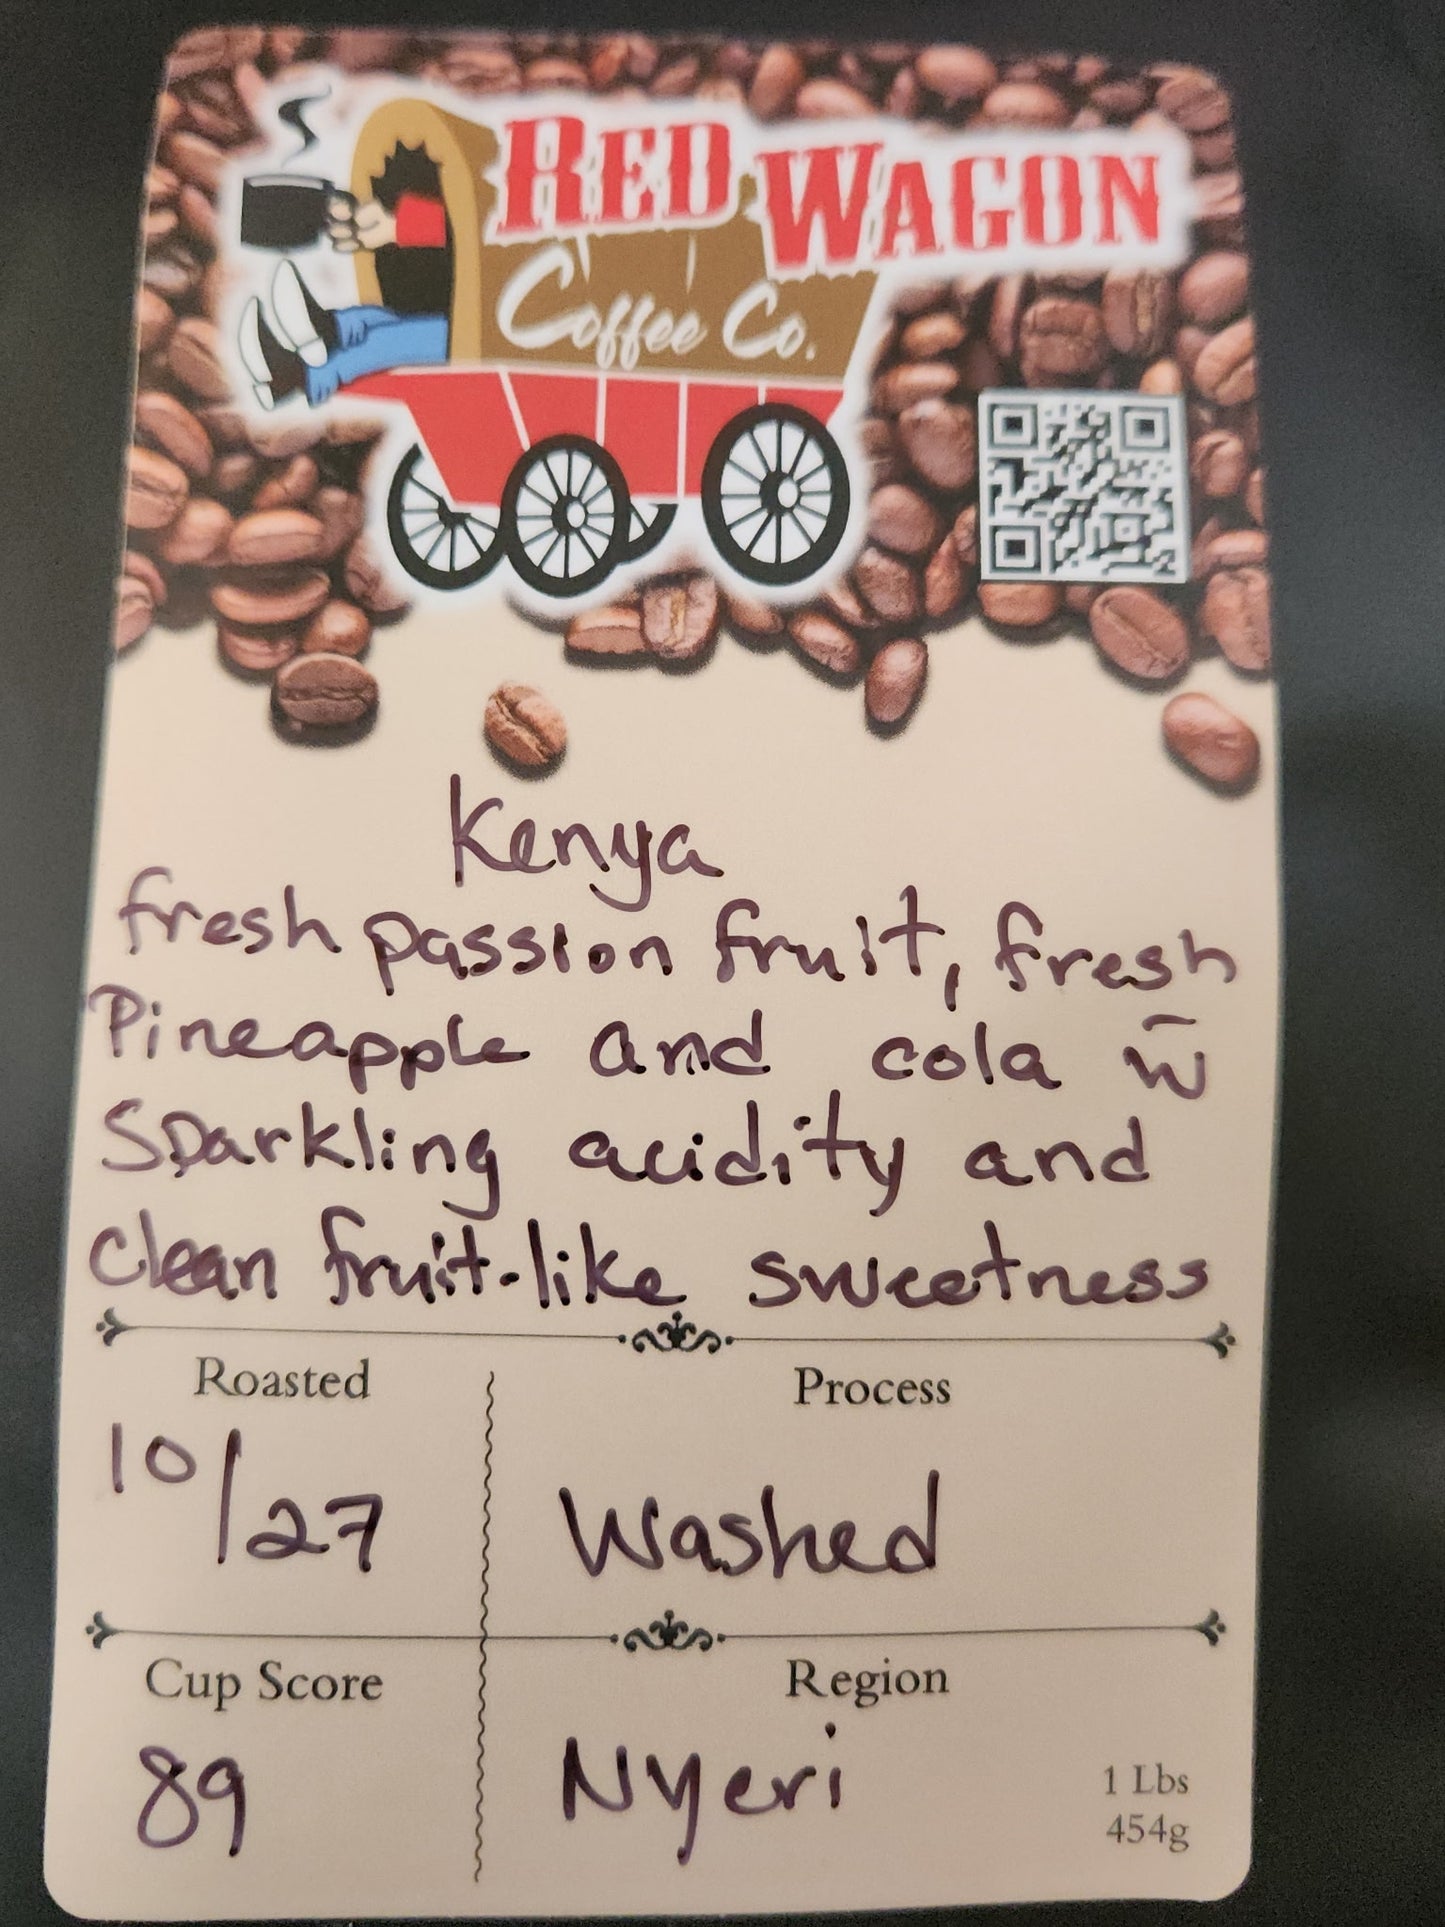 RED WAGON
Coffee Co.
Kenya
fresh passion fruit, fresh
Pineapple and cola w̄
Sparkling acidity and
clean fruit-like sweetness
Roasted
Process
10/27
Washed
Cup Score
Region
89
Nyeri
1 Lbs
454g